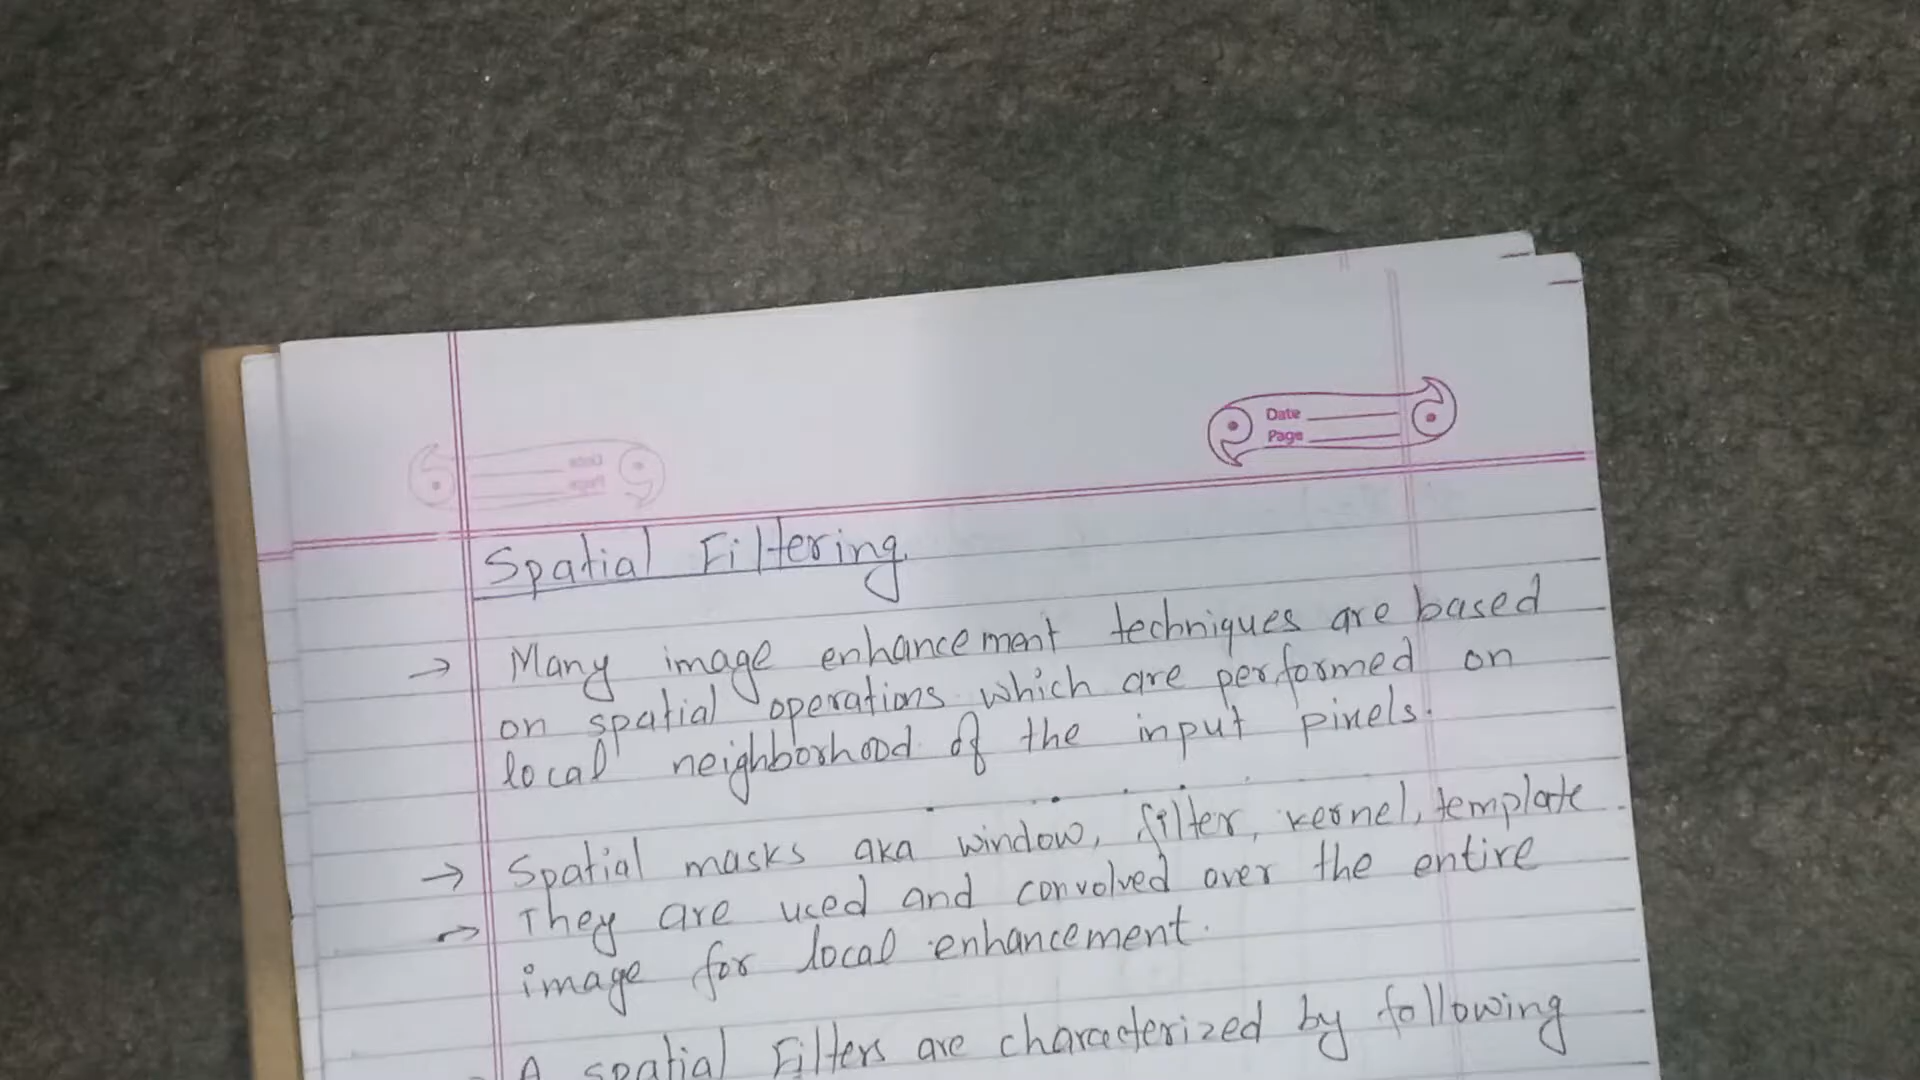 Date
Page
Spatial Filtering
→ Many image enhancement techniques are based
on spatial operations which are performed on
local neighborhood of the input pixels.
→ Spatial masks aka window, filter, kernel, template
→ They are used and convolved over the entire
image for local enhancement.
A spatial Filters are characterized by following